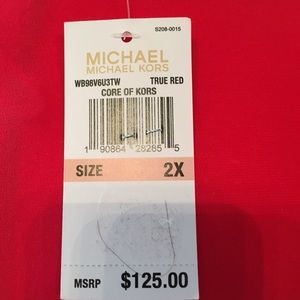 S208-0015
MICHAEL
MICHAEL KORS
WB98V6U3TW TRUE RED
CORE OF KORS
1 90864 28285 5
SIZE 2X
MSRP $125.00